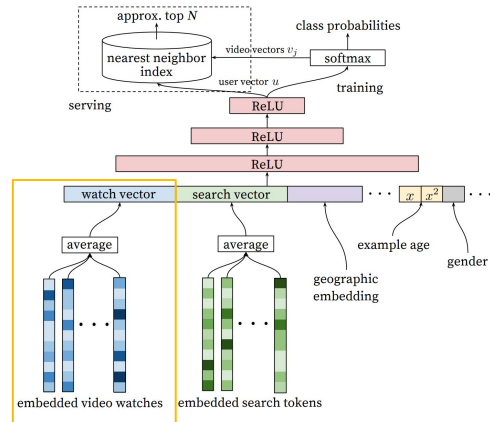 approx. top N
class probabilities
nearest neighbor
index
video vectors vⱼ
softmax
user vector u
serving
training
ReLU
ReLU
ReLU
watch vector
search vector
x
x²
average
average
example age
gender
geographic
embedding
embedded video watches
embedded search tokens